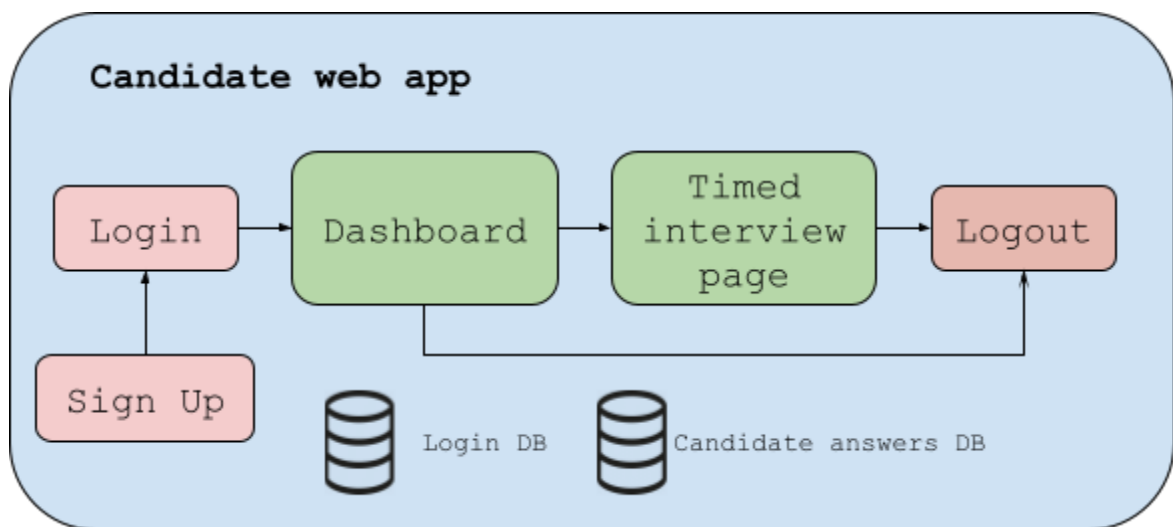 Candidate web app
Login
Dashboard
Timed
interview
page
Logout
Sign Up
Login DB
Candidate answers DB